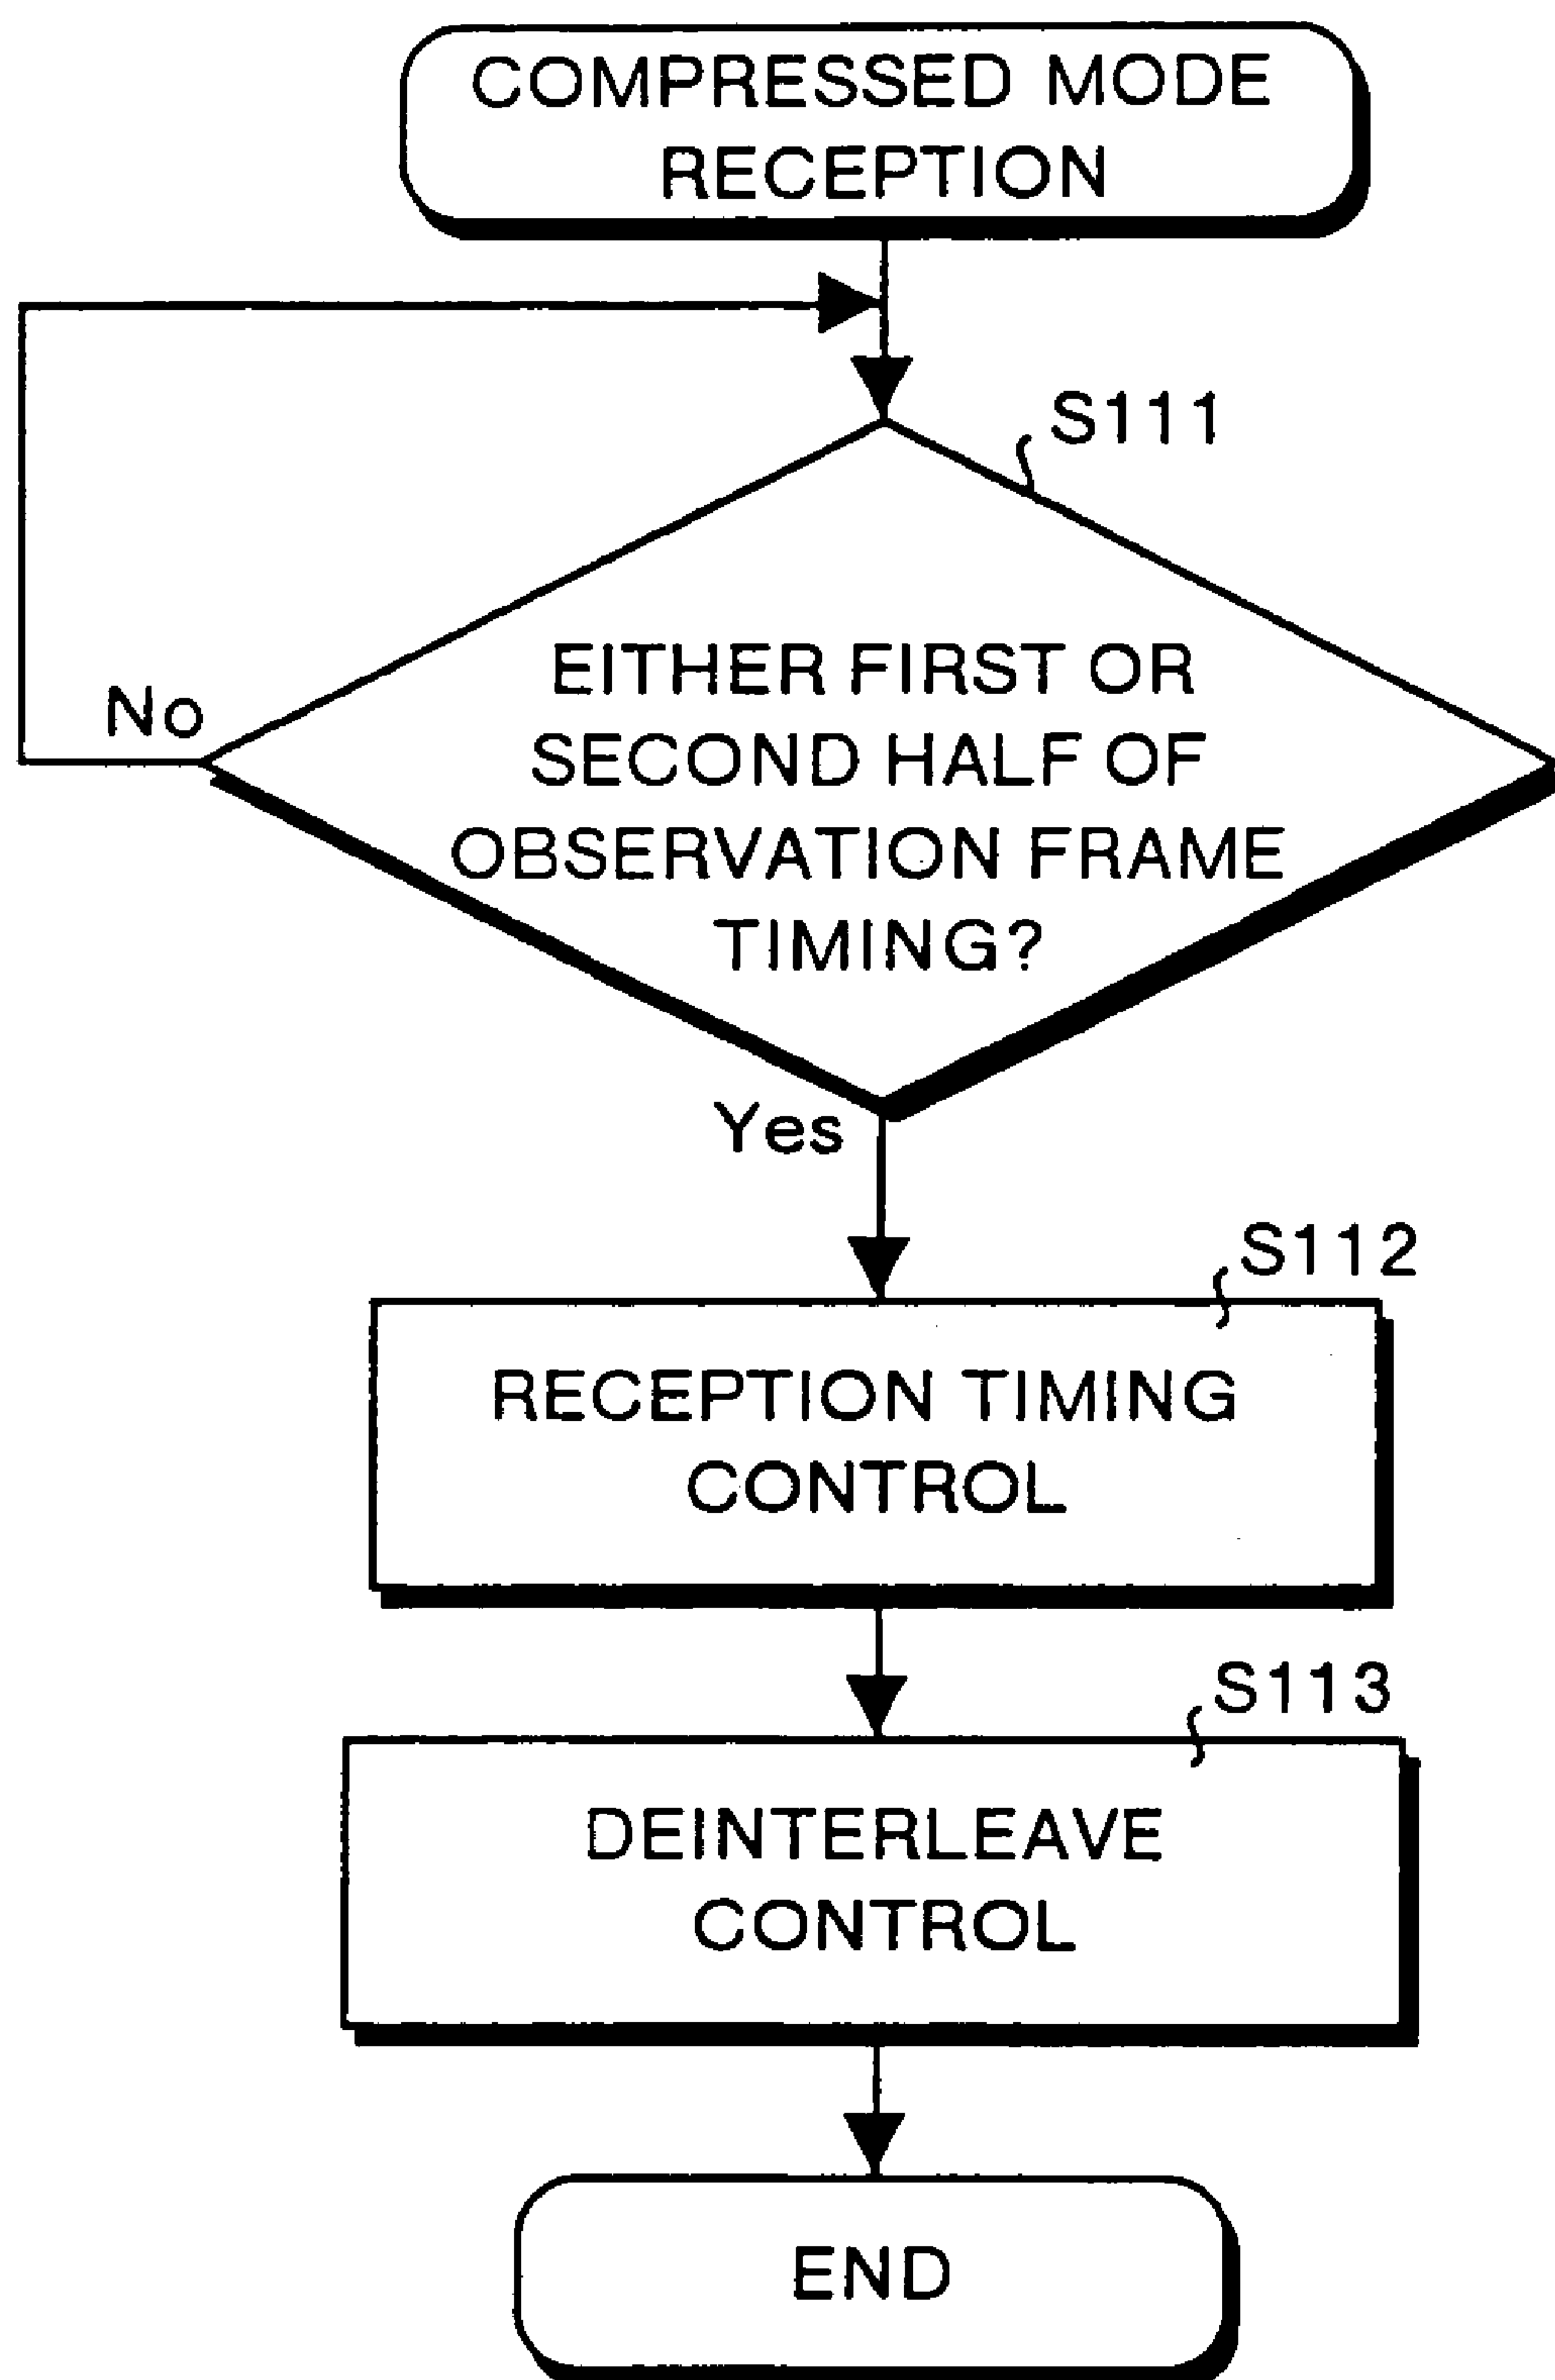 COMPRESSED MODE
RECEPTION
S111
EITHER FIRST OR
SECOND HALF OF
OBSERVATION FRAME
TIMING?
No
Yes
S112
RECEPTION TIMING
CONTROL
S113
DEINTERLEAVE
CONTROL
END